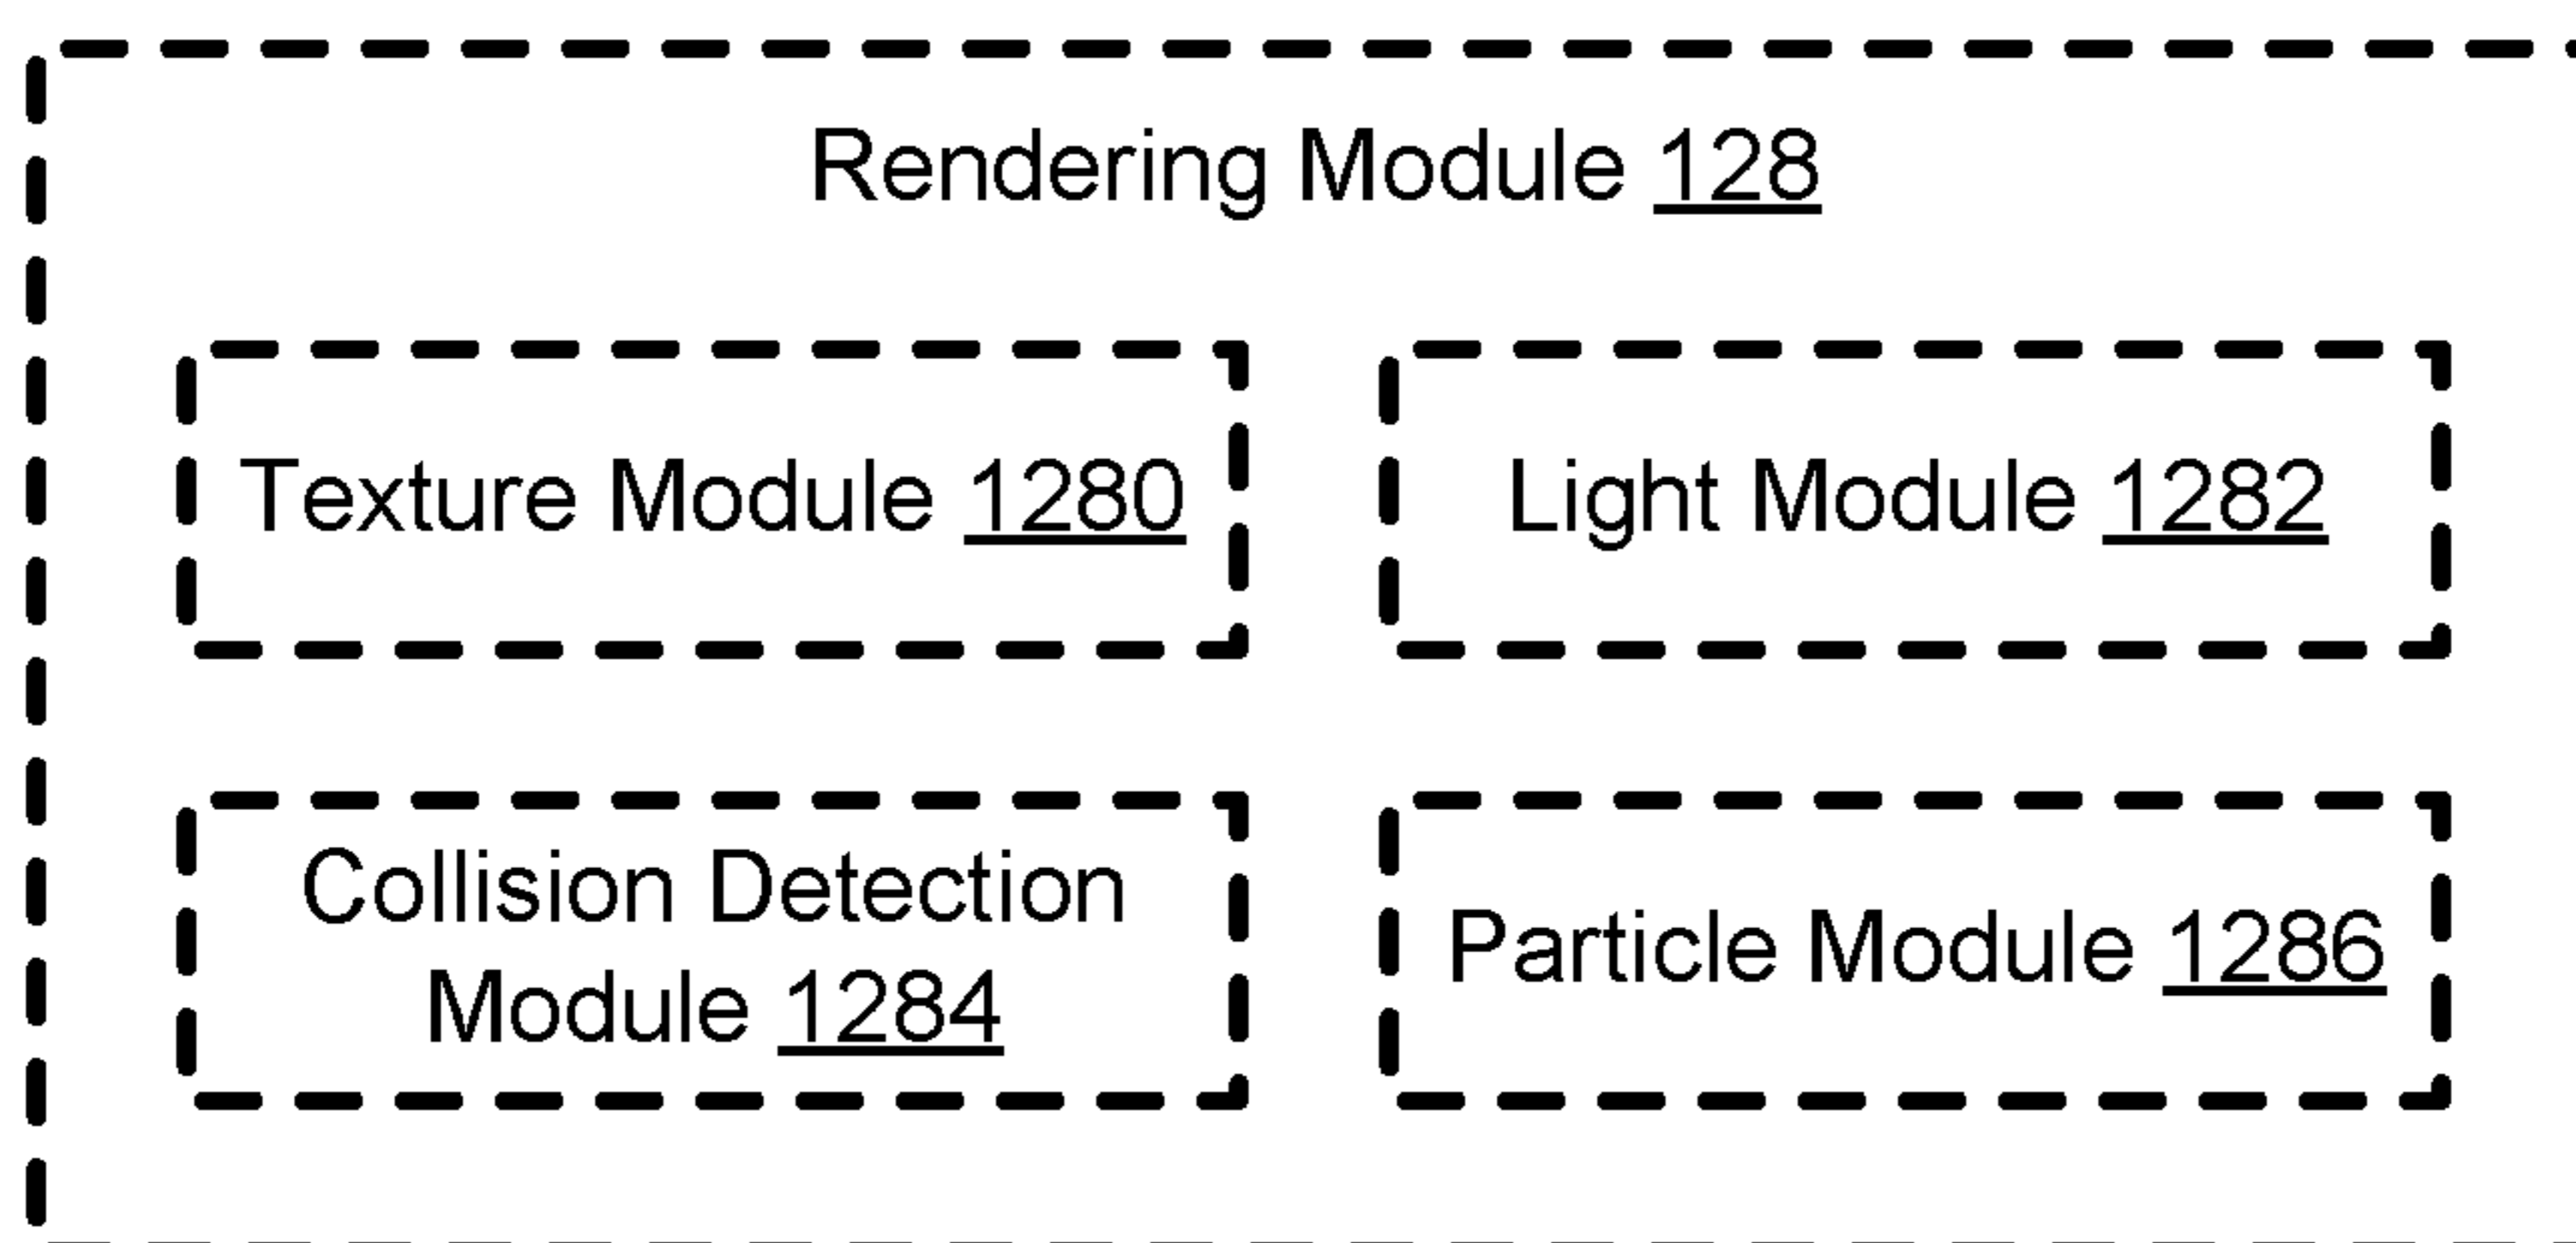 Rendering Module 128
Texture Module 1280
Light Module 1282
Collision Detection
Module 1284
Particle Module 1286